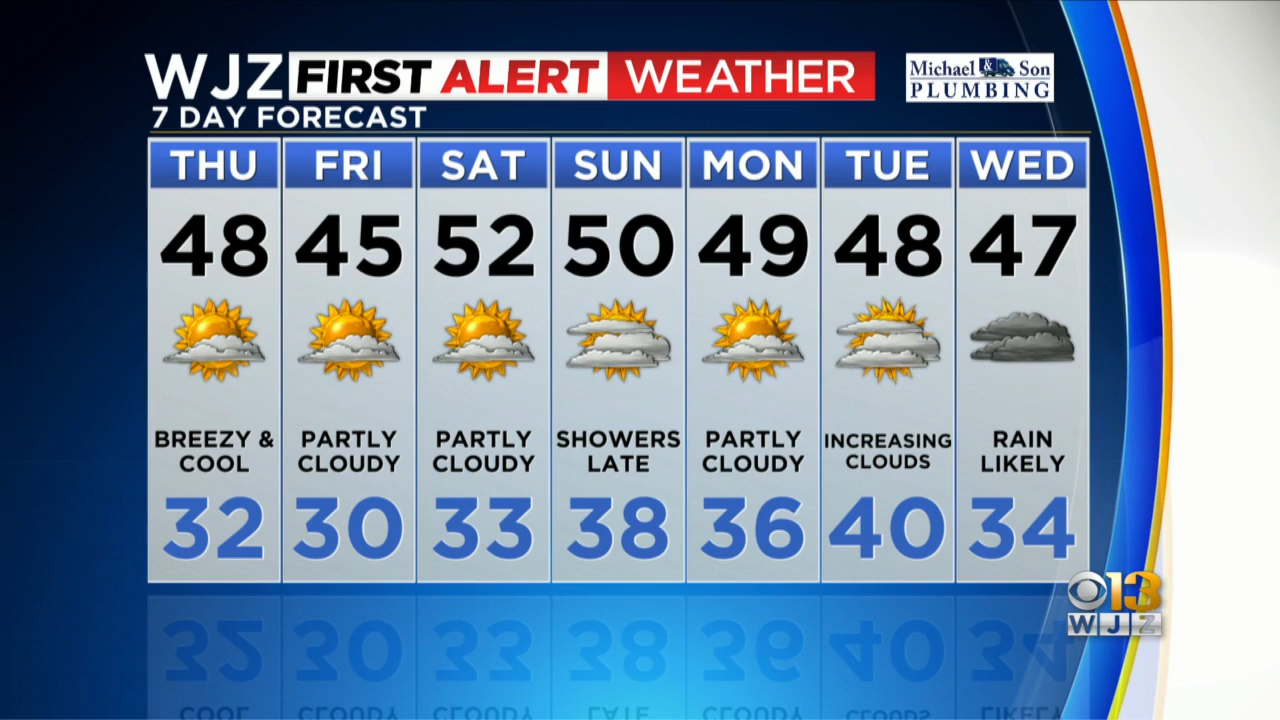 WJZ FIRST ALERT WEATHER
Michael & Son
PLUMBING
7 DAY FORECAST
THU FRI SAT SUN MON TUE WED
48 45 52 50 49 48 47
BREEZY & COOL
PARTLY CLOUDY
PARTLY CLOUDY
SHOWERS LATE
PARTLY CLOUDY
INCREASING CLOUDS
RAIN LIKELY
32 30 33 38 36 40 34
13
WJZ